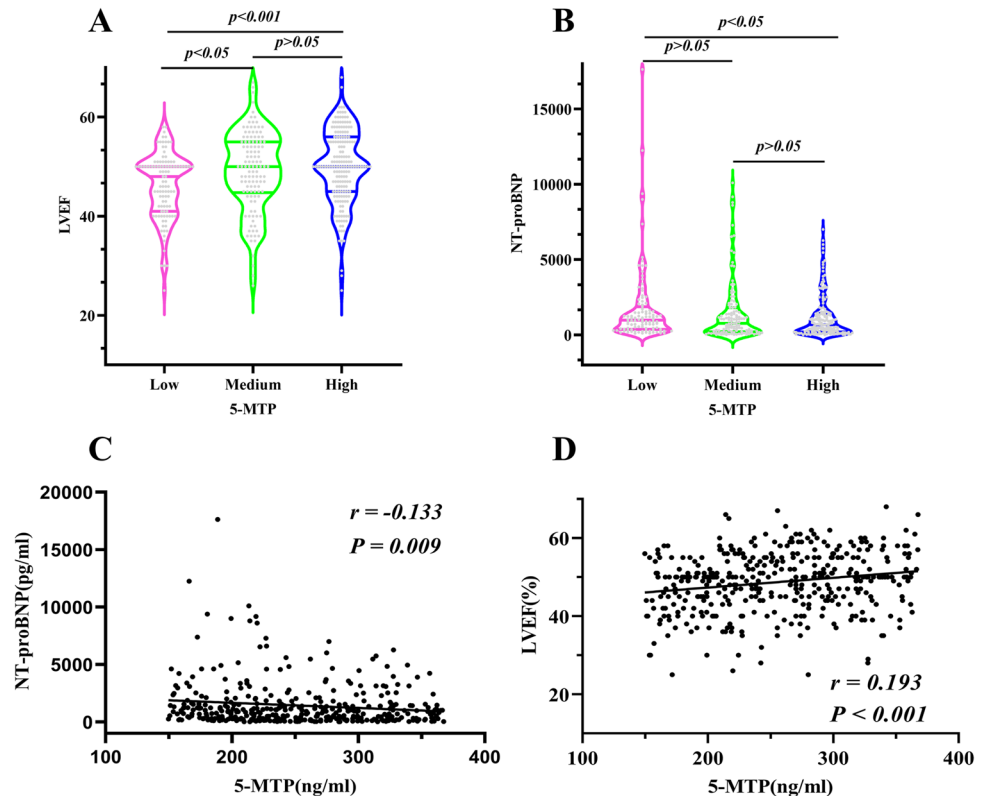 A
p<0.001
p<0.05
p>0.05
LVEF
60
40
20
Low
Medium
High
5-MTP
B
p<0.05
p>0.05
p>0.05
NT-proBNP
15000
10000
5000
0
Low
Medium
High
5-MTP
C
NT-proBNP(pg/ml)
20000
15000
10000
5000
0
r = -0.133
P = 0.009
100
200
300
400
5-MTP(ng/ml)
D
LVEF(%)
60
40
20
r = 0.193
P < 0.001
100
200
300
400
5-MTP(ng/ml)